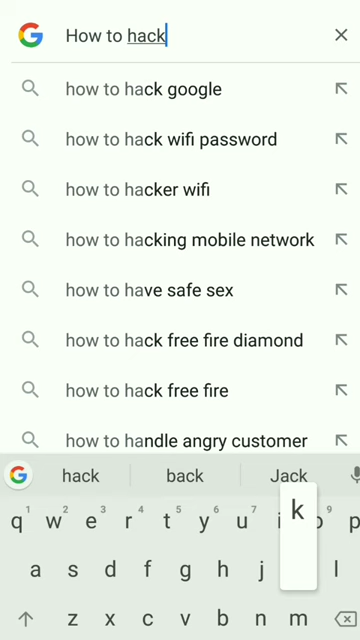 How to hack
how to hack google
how to hack wifi password
how to hacker wifi
how to hacking mobile network
how to have safe sex
how to hack free fire diamond
how to hack free fire
how to handle angry customer
hack back Jack
k
1 2 3 4 5 6 7 9
q w e r t y u i o p
a s d f g h j l
z x c v b n m